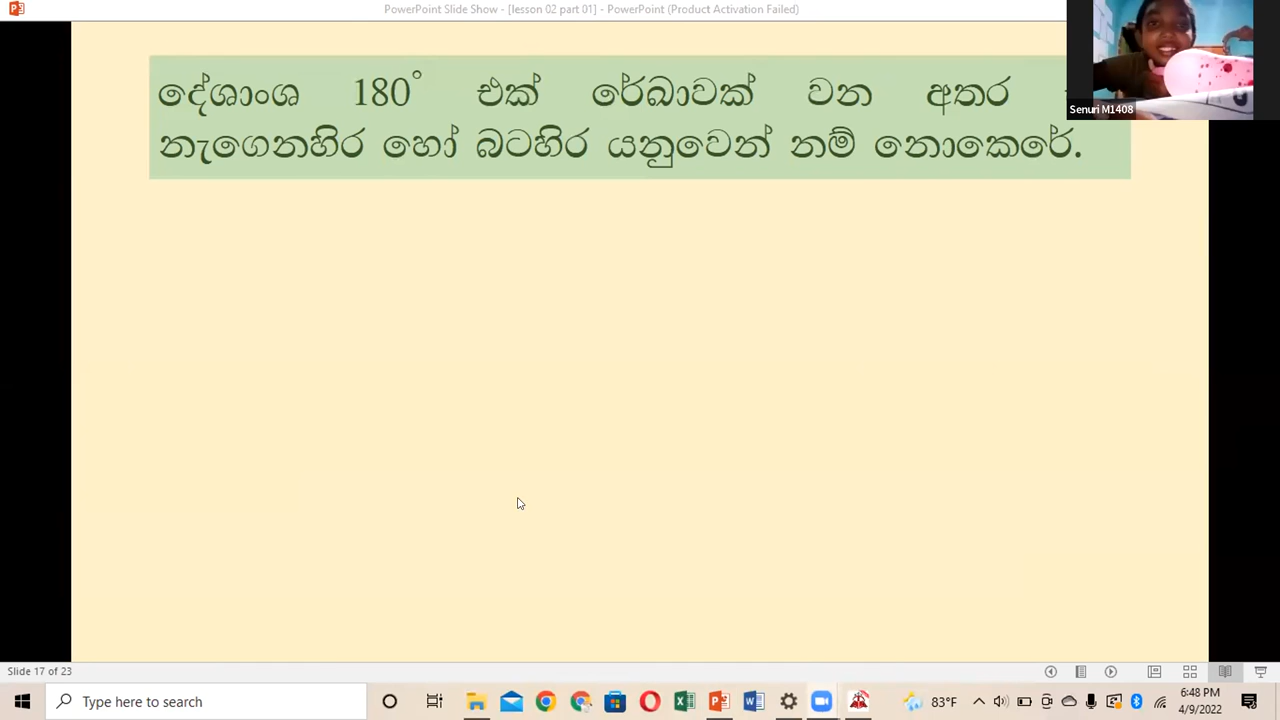 PowerPoint Slide Show - [lesson 02 part 01] - PowerPoint (Product Activation Failed)
Senuri M1408
දේශාංශ 180° එක් රේඛාවක් වන අතර
නැගෙනහිර හෝ බටහිර යනුවෙන් නම් නොකෙරේ.
Slide 17 of 23
Type here to search
83°F
6:48 PM
4/9/2022